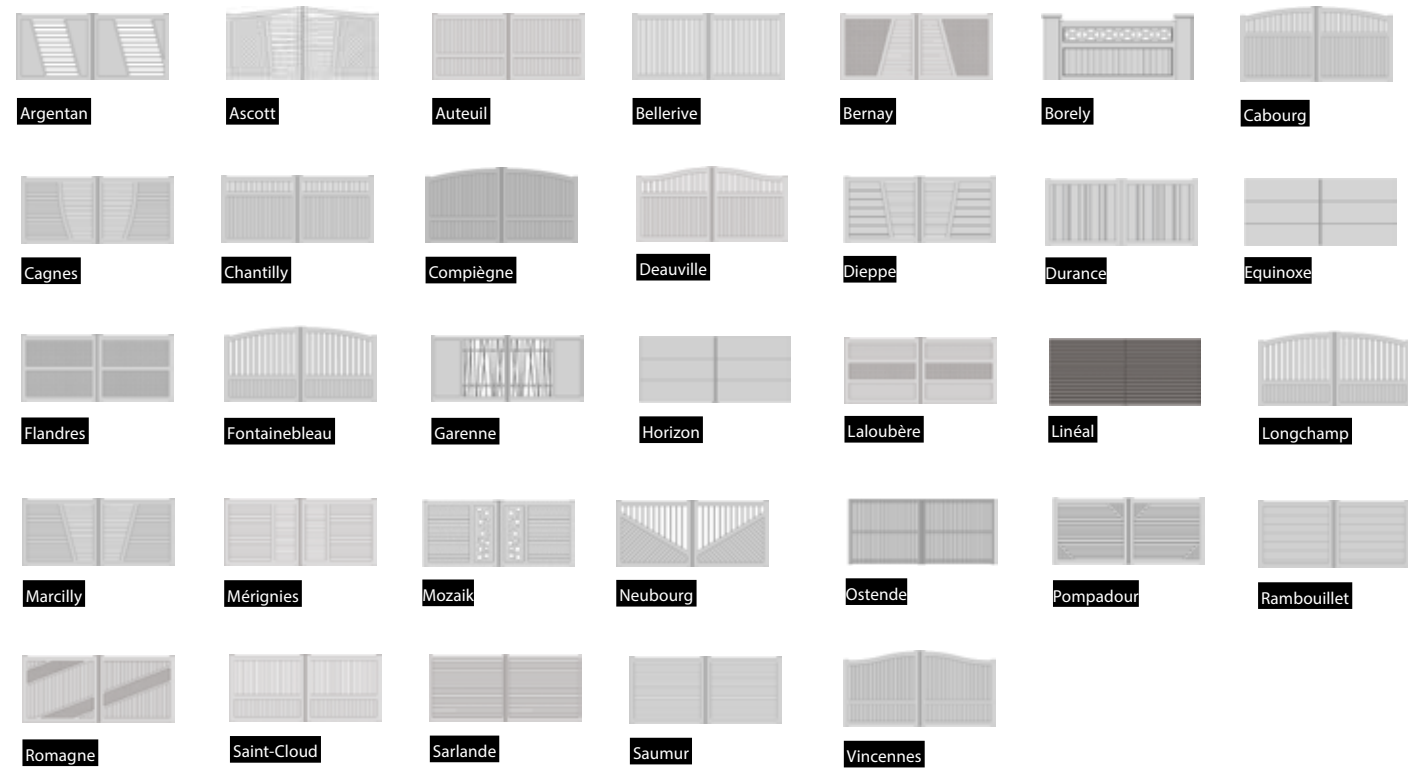 Argentan
Ascott
Auteuil
Bellerive
Bernay
Borely
Cabourg
Cagnes
Chantilly
Compiègne
Deauville
Dieppe
Durance
Equinoxe
Flandres
Fontainebleau
Garenne
Horizon
Laloubère
Linéal
Longchamp
Marcilly
Mérignies
Mozaik
Neubourg
Ostende
Pompadour
Rambouillet
Romagne
Saint-Cloud
Sarlande
Saumur
Vincennes